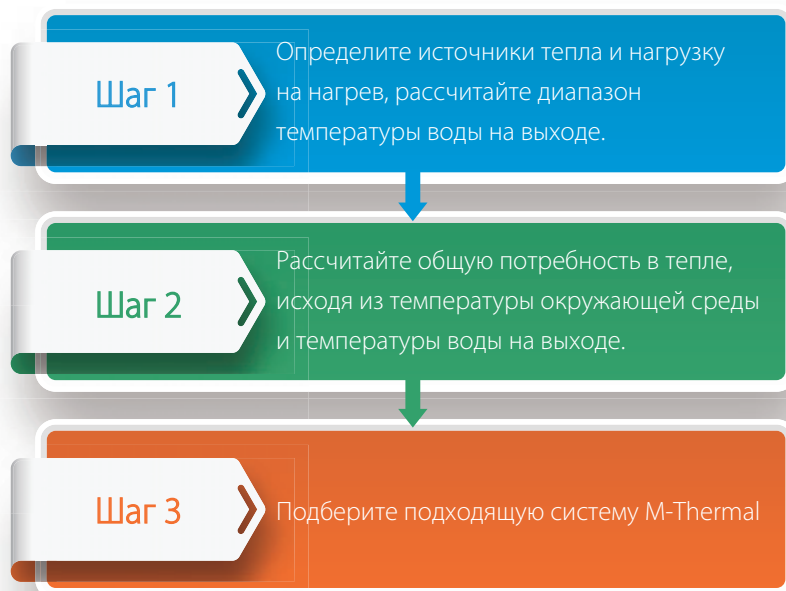 Шаг 1
Определите источники тепла и нагрузку
на нагрев, рассчитайте диапазон
температуры воды на выходе.
Шаг 2
Рассчитайте общую потребность в тепле,
исходя из температуры окружающей среды
и температуры воды на выходе.
Шаг 3
Подберите подходящую систему M-Thermal